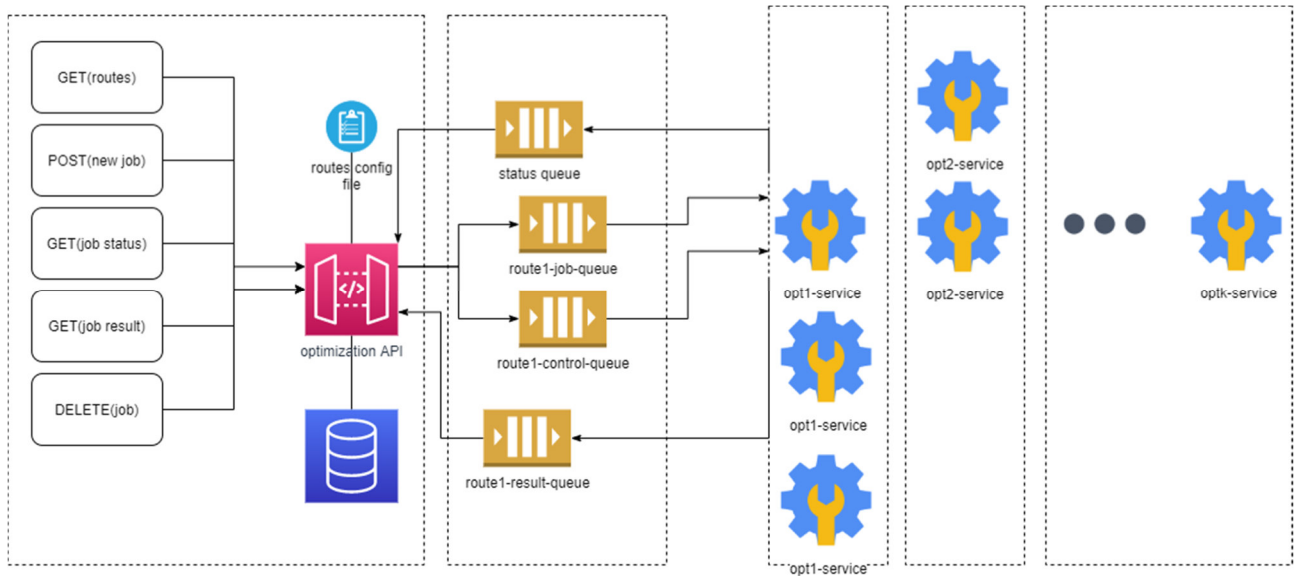 GET(routes)
POST(new job)
GET(job status)
GET(job result)
DELETE(job)
routes config
file
</>
optimization API
status queue
route1-job-queue
route1-control-queue
route1-result-queue
opt1-service
opt1-service
opt1-service
opt2-service
opt2-service
optk-service